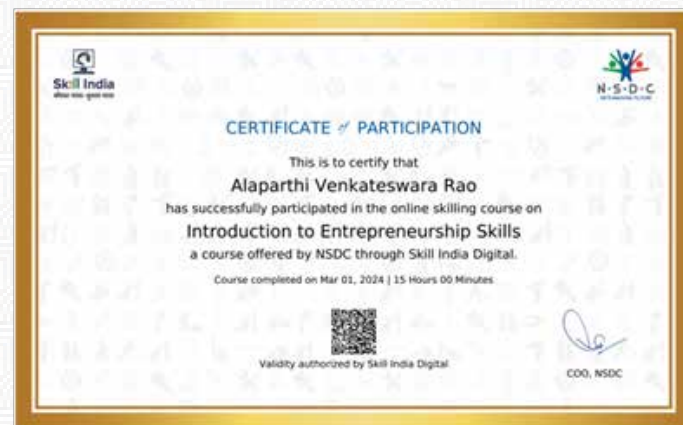 Skill India
N·S·D·C
CERTIFICATE of PARTICIPATION
This is to certify that
Alaparthi Venkateswara Rao
has successfully participated in the online skilling course on
Introduction to Entrepreneurship Skills
a course offered by NSDC through Skill India Digital.
Course completed on Mar 01, 2024 | 15 Hours 00 Minutes
Validity authorized by Skill India Digital
COO, NSDC